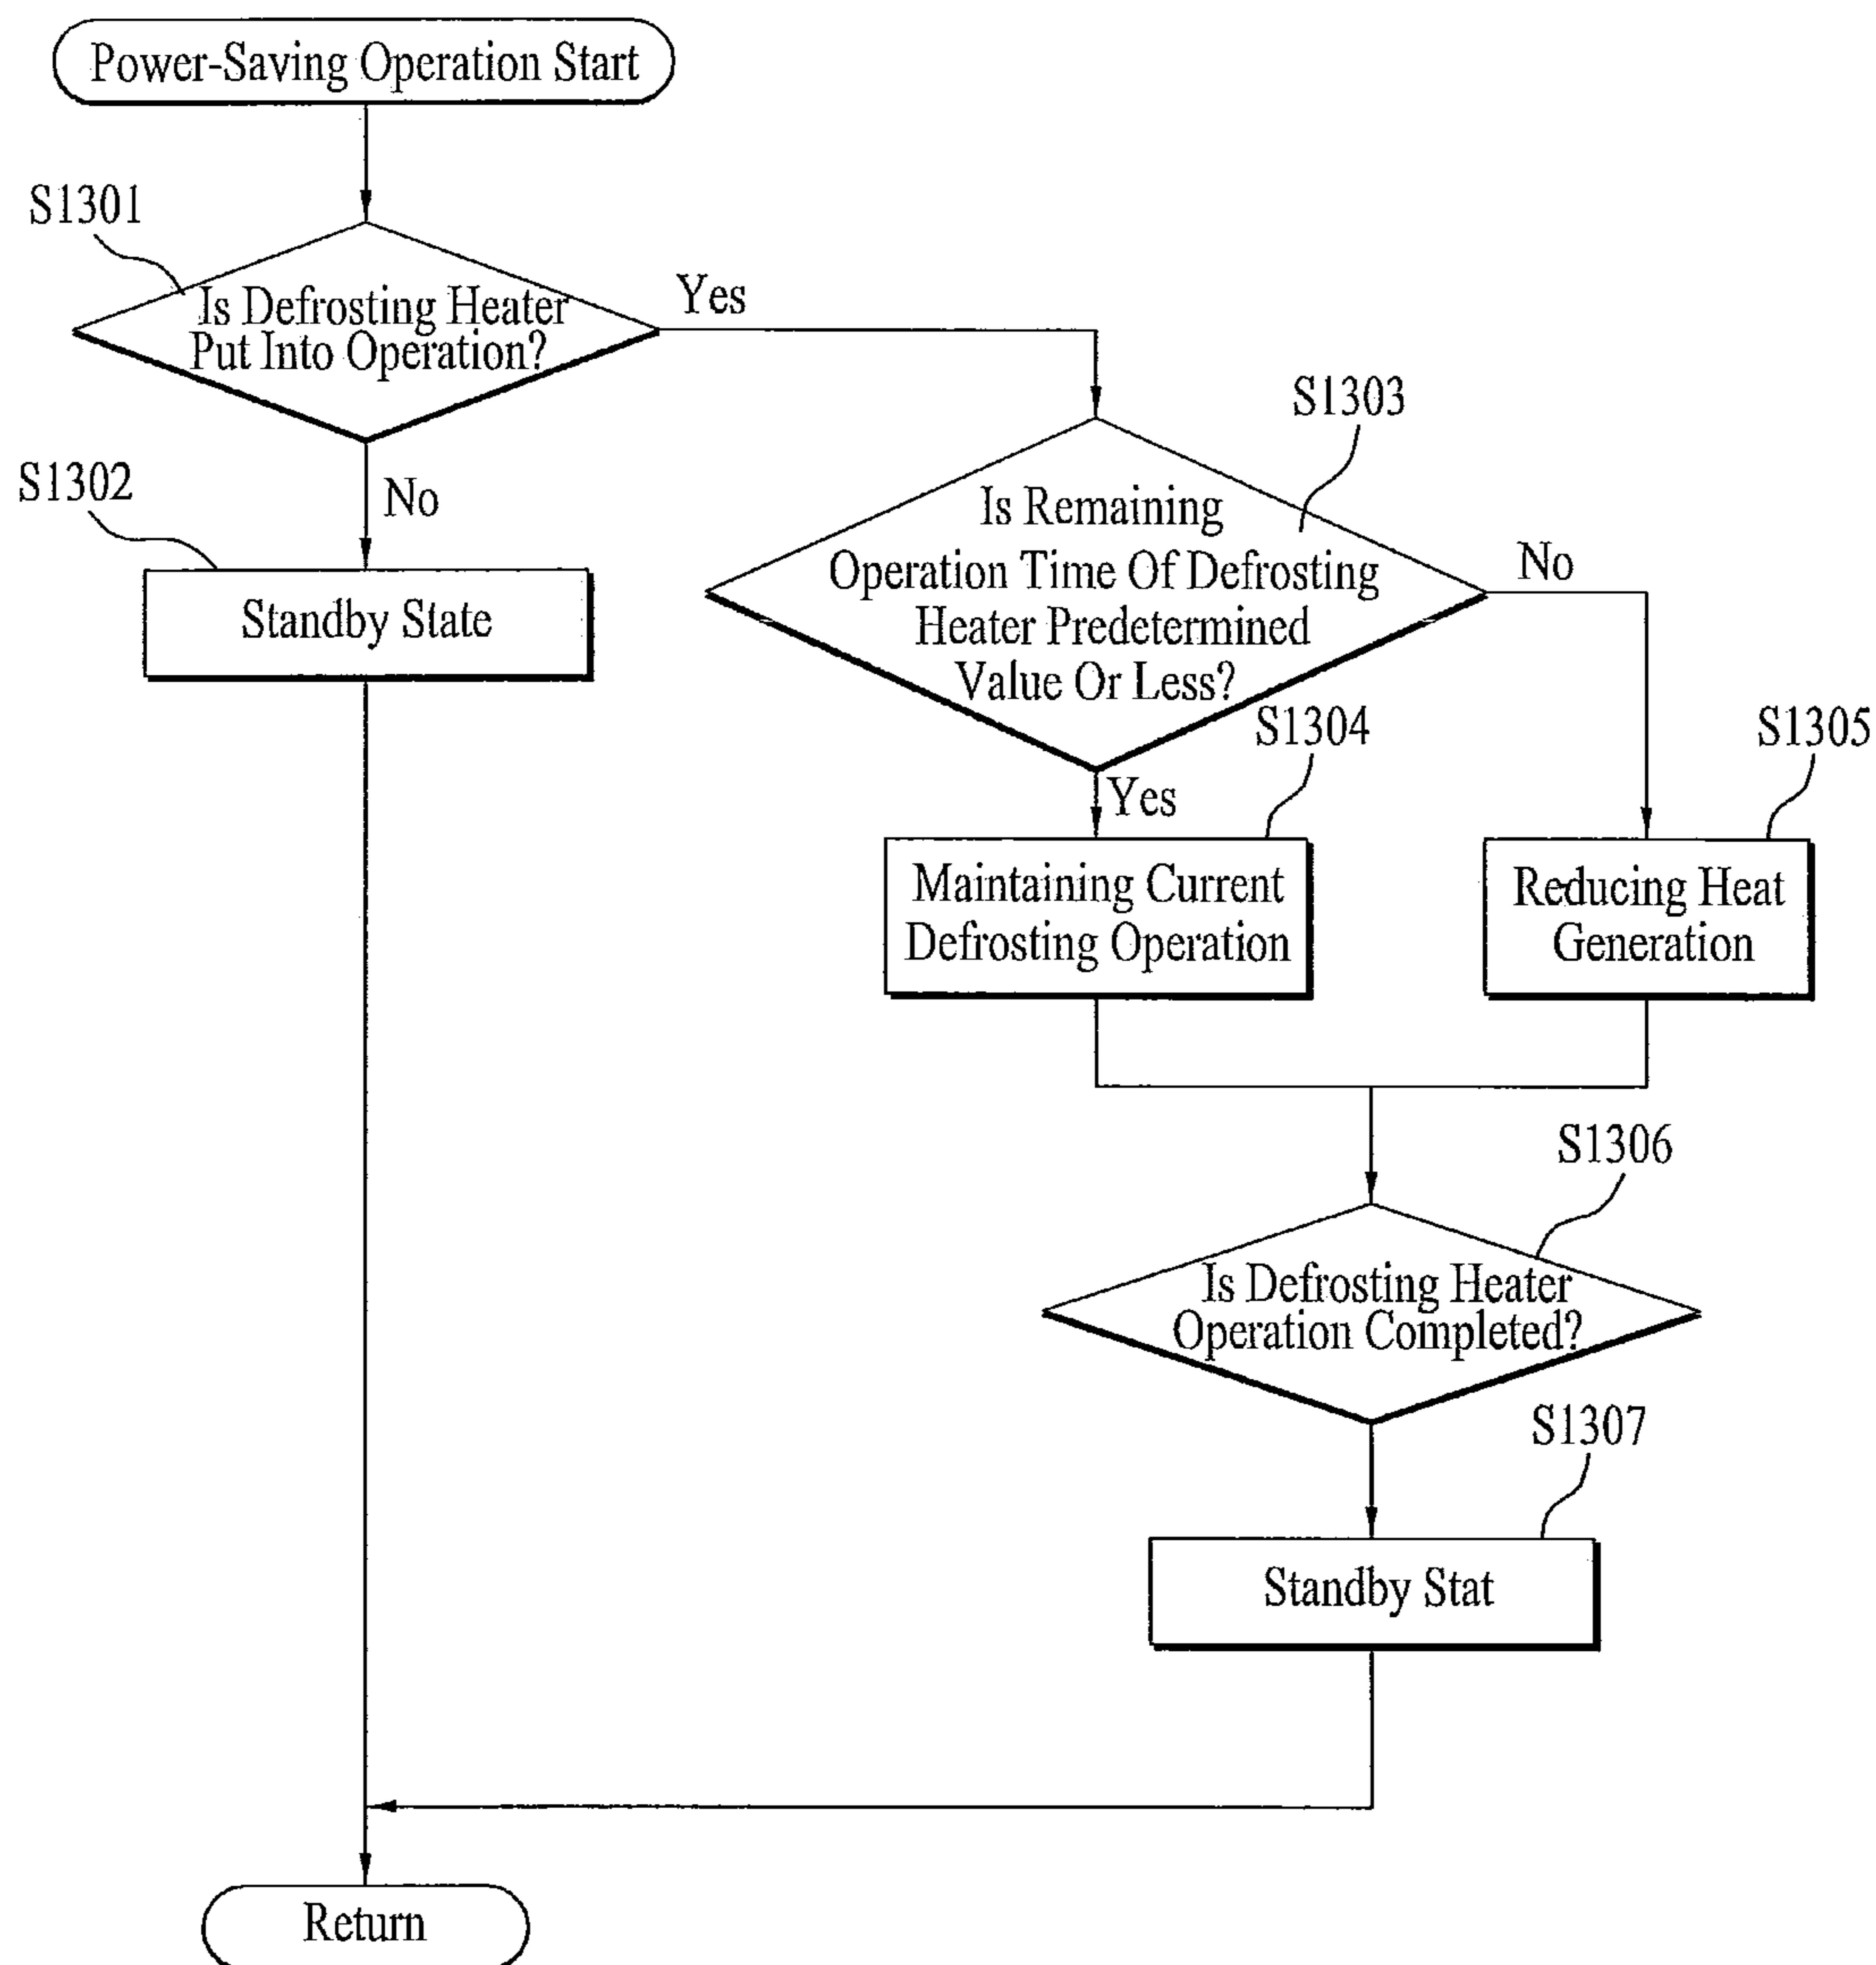 Power-Saving Operation Start
S1301
Is Defrosting Heater
Put Into Operation?
Yes
S1303
S1302
No
Is Remaining
Operation Time Of Defrosting
Heater Predetermined
Value Or Less?
No
Standby State
S1304
S1305
Yes
Maintaining Current
Defrosting Operation
Reducing Heat
Generation
S1306
Is Defrosting Heater
Operation Completed?
S1307
Standby Stat
Return